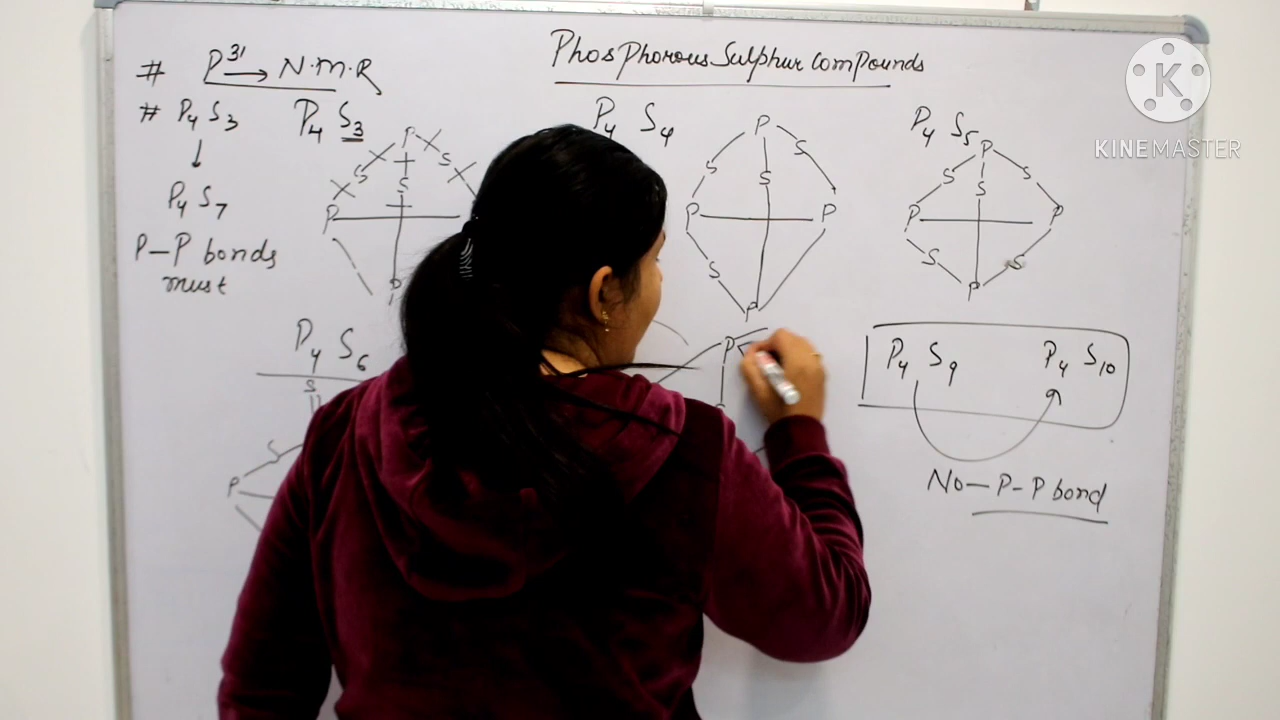 Phosphorous Sulphur Compounds
# P31 → N.M.R
# P4 S3
↓
P4 S7
P-P bonds
must
P4 S3
P
S S
S
P
P
P4 S4
P
S S
S
P P
S
P
P4 S5
P
S S
S
P P
S S
P
P4 S6
S
S
P
P
P4 S9 P4 S10
No-P-P bond
K
KINEMASTER